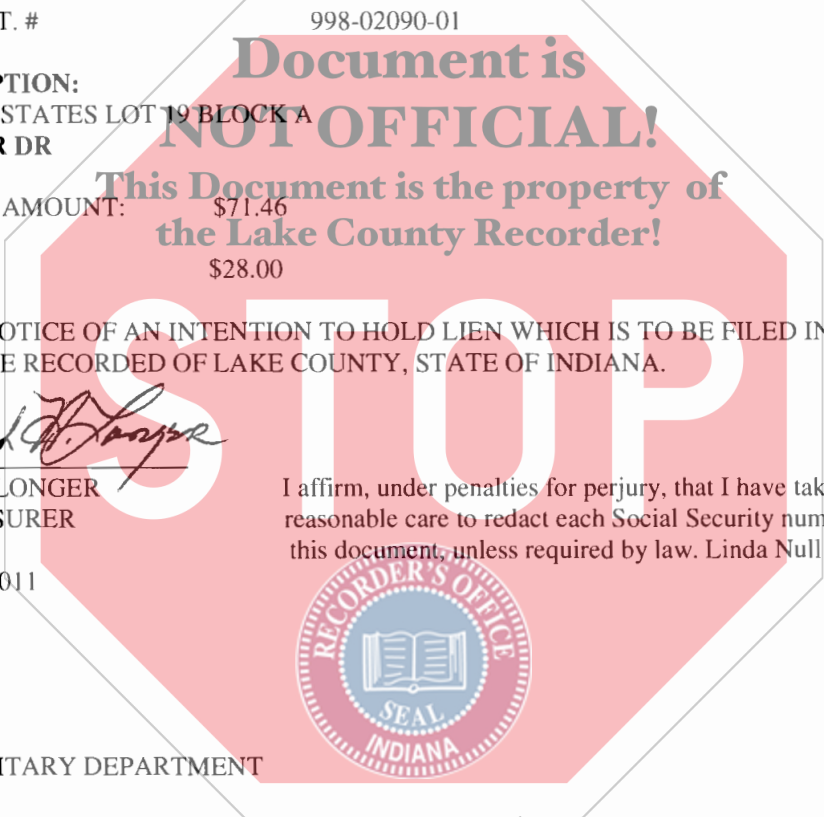 T. # 998-02090-01
Document is
PTION:
STATES LOT 19 BLOCK A
NOT OFFICIAL!
R DR
This Document is the property of
AMOUNT: $71.46
the Lake County Recorder!
$28.00
OTICE OF AN INTENTION TO HOLD LIEN WHICH IS TO BE FILED IN
E RECORDED OF LAKE COUNTY, STATE OF INDIANA.
STOP
LONGER I affirm, under penalties for perjury, that I have tak
SURER reasonable care to redact each Social Security num
this document, unless required by law. Linda Null
011
RECORDER'S OFFICE
SEAL
INDIANA
ITARY DEPARTMENT